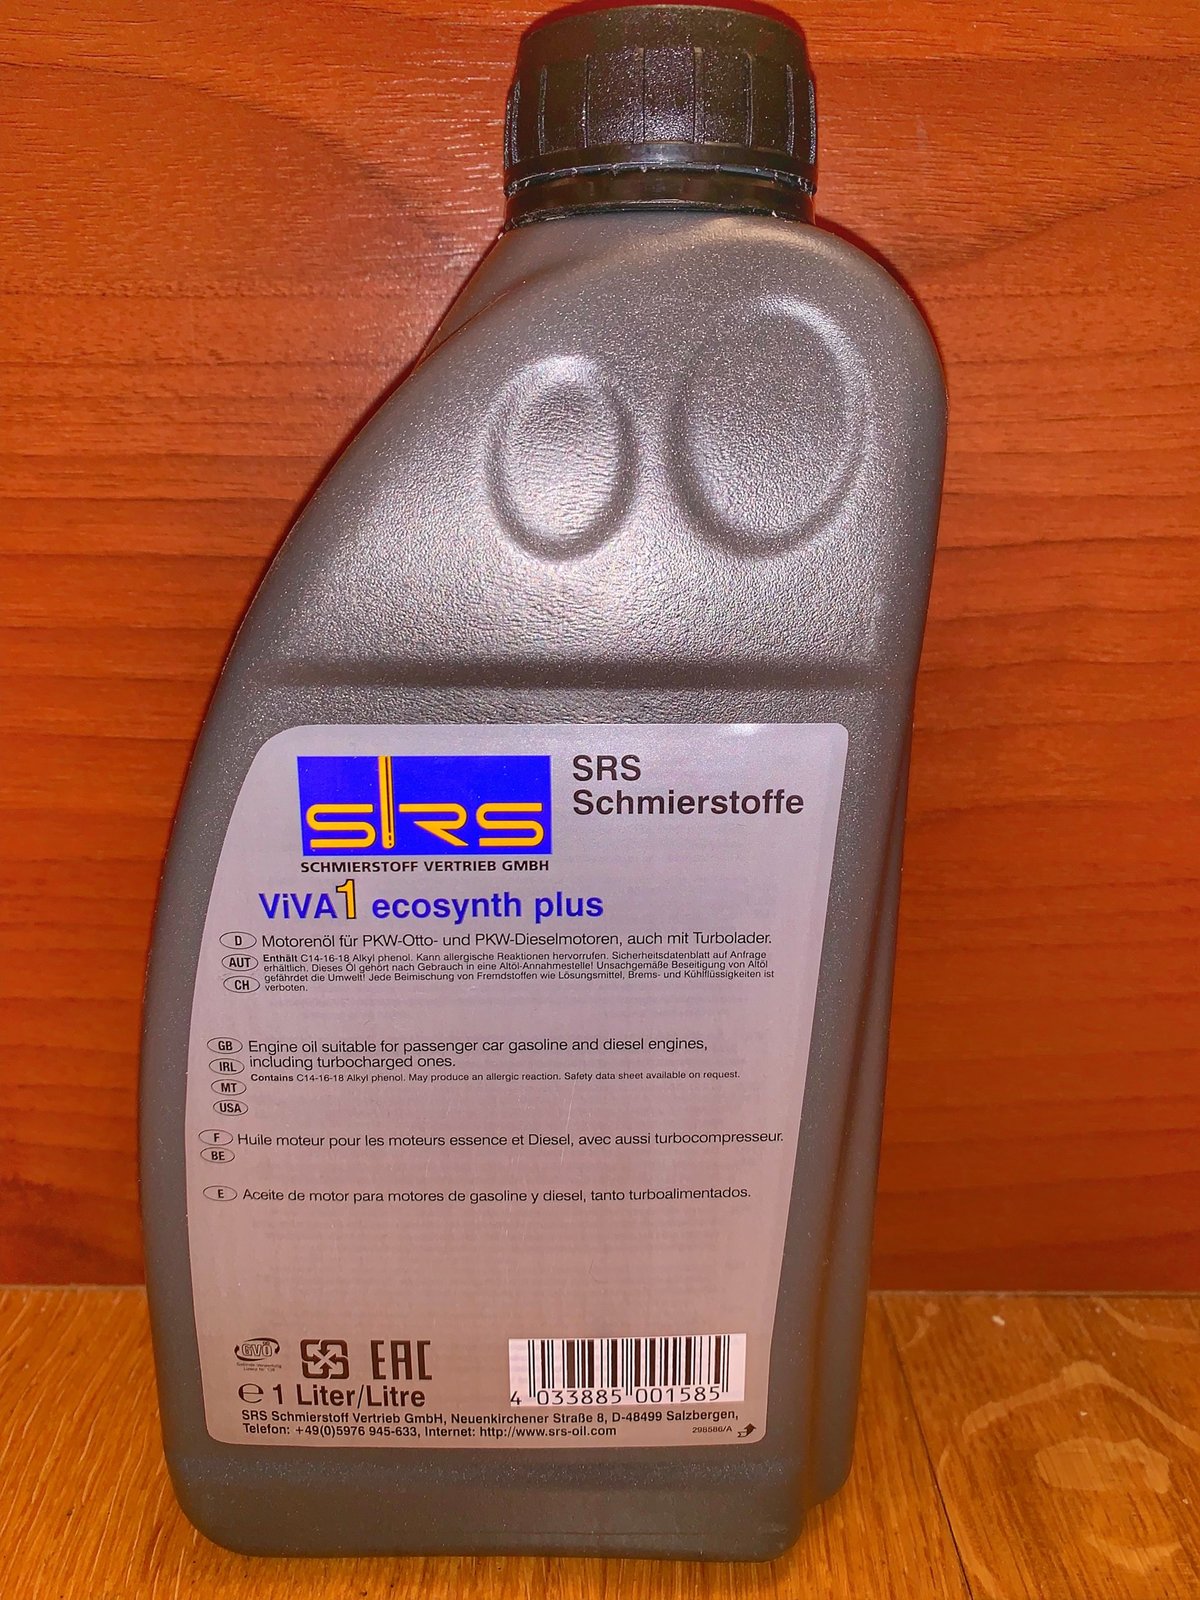 SRS
SCHMIERSTOFF VERTRIEB GMBH
SRS
Schmierstoffe
ViVA1 ecosynth plus
D Motorenöl für PKW-Otto- und PKW-Dieselmotoren, auch mit Turbolader.
AUT Enthält C14-16-18 Alkyl phenol. Kann allergische Reaktionen hervorrufen. Sicherheitsdatenblatt auf Anfrage
erhältlich. Dieses Öl gehört nach Gebrauch in eine Altöl-Annahmestelle! Unsachgemäße Beseitigung von Altöl
CH gefährdet die Umwelt! Jede Beimischung von Fremdstoffen wie Lösungsmittel, Brems- und Kühlflüssigkeiten ist
verboten.
GB Engine oil suitable for passenger car gasoline and diesel engines,
IRL including turbocharged ones.
MT Contains C14-16-18 Alkyl phenol. May produce an allergic reaction. Safety data sheet available on request.
USA
F Huile moteur pour les moteurs essence et Diesel, avec aussi turbocompresseur.
BE
E Aceite de motor para motores de gasoline y diesel, tanto turboalimentados.
GVÖ
EAC
℮ 1 Liter/Litre
4 033885 001585
SRS Schmierstoff Vertrieb GmbH, Neuenkirchener Straße 8, D-48499 Salzbergen,
Telefon: +49(0)5976 945-633, Internet: http://www.srs-oil.com
298586/A